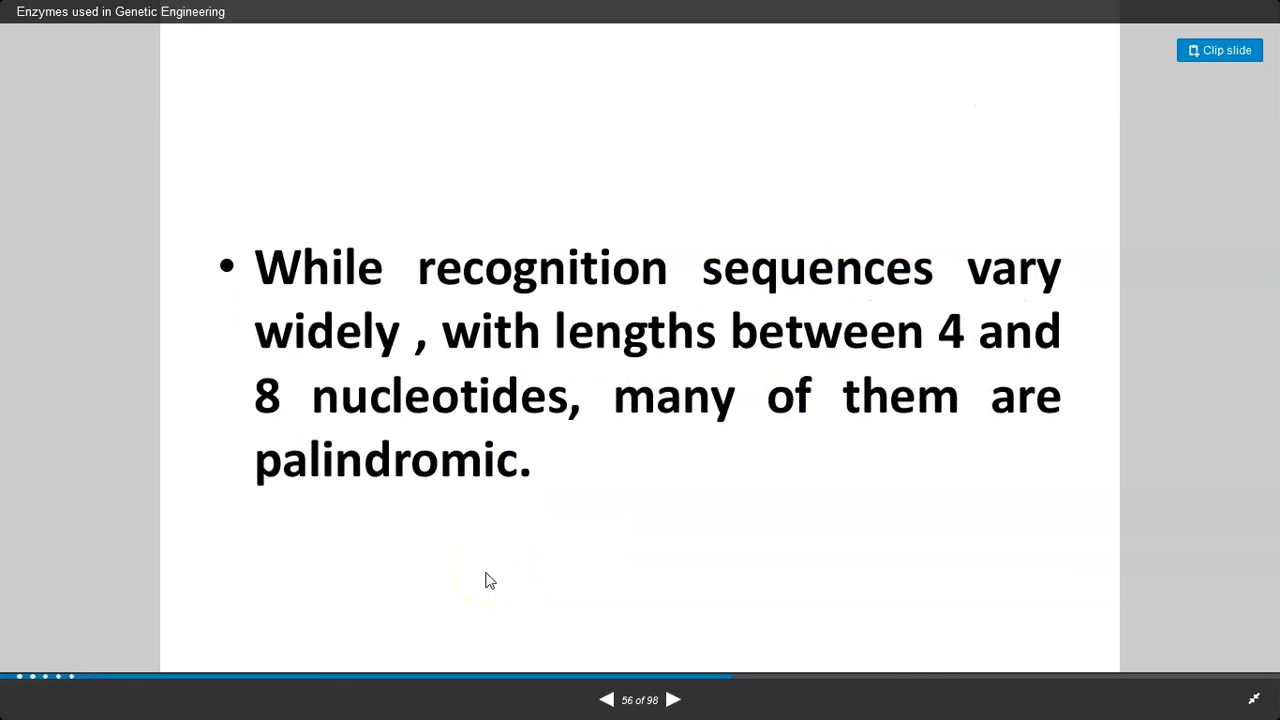 Enzymes used in Genetic Engineering
Clip slide
• While recognition sequences vary
widely , with lengths between 4 and
8 nucleotides, many of them are
palindromic.
56 of 98